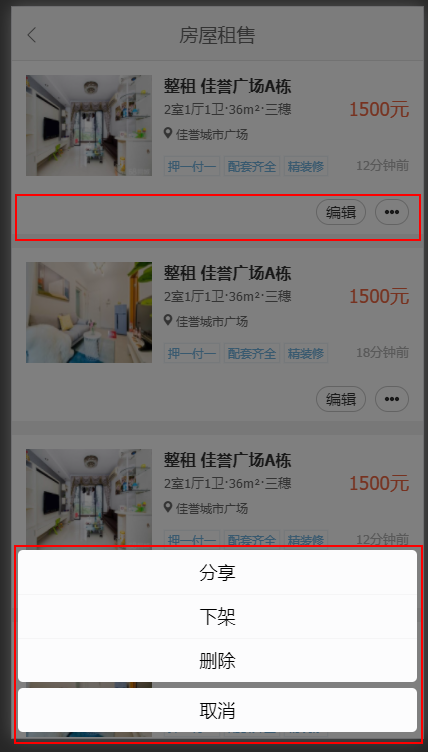 房屋租售
整租 佳誉广场A栋
2室1厅1卫·36m²·三穗
1500元
佳誉城市广场
押一付一 配套齐全 精装修 12分钟前
编辑 •••
整租 佳誉广场A栋
2室1厅1卫·36m²·三穗
1500元
佳誉城市广场
押一付一 配套齐全 精装修 18分钟前
编辑 •••
整租 佳誉广场A栋
2室1厅1卫·36m²·三穗
1500元
佳誉城市广场
押一付一 配套齐全 精装修 12分钟前
分享
下架
删除
取消